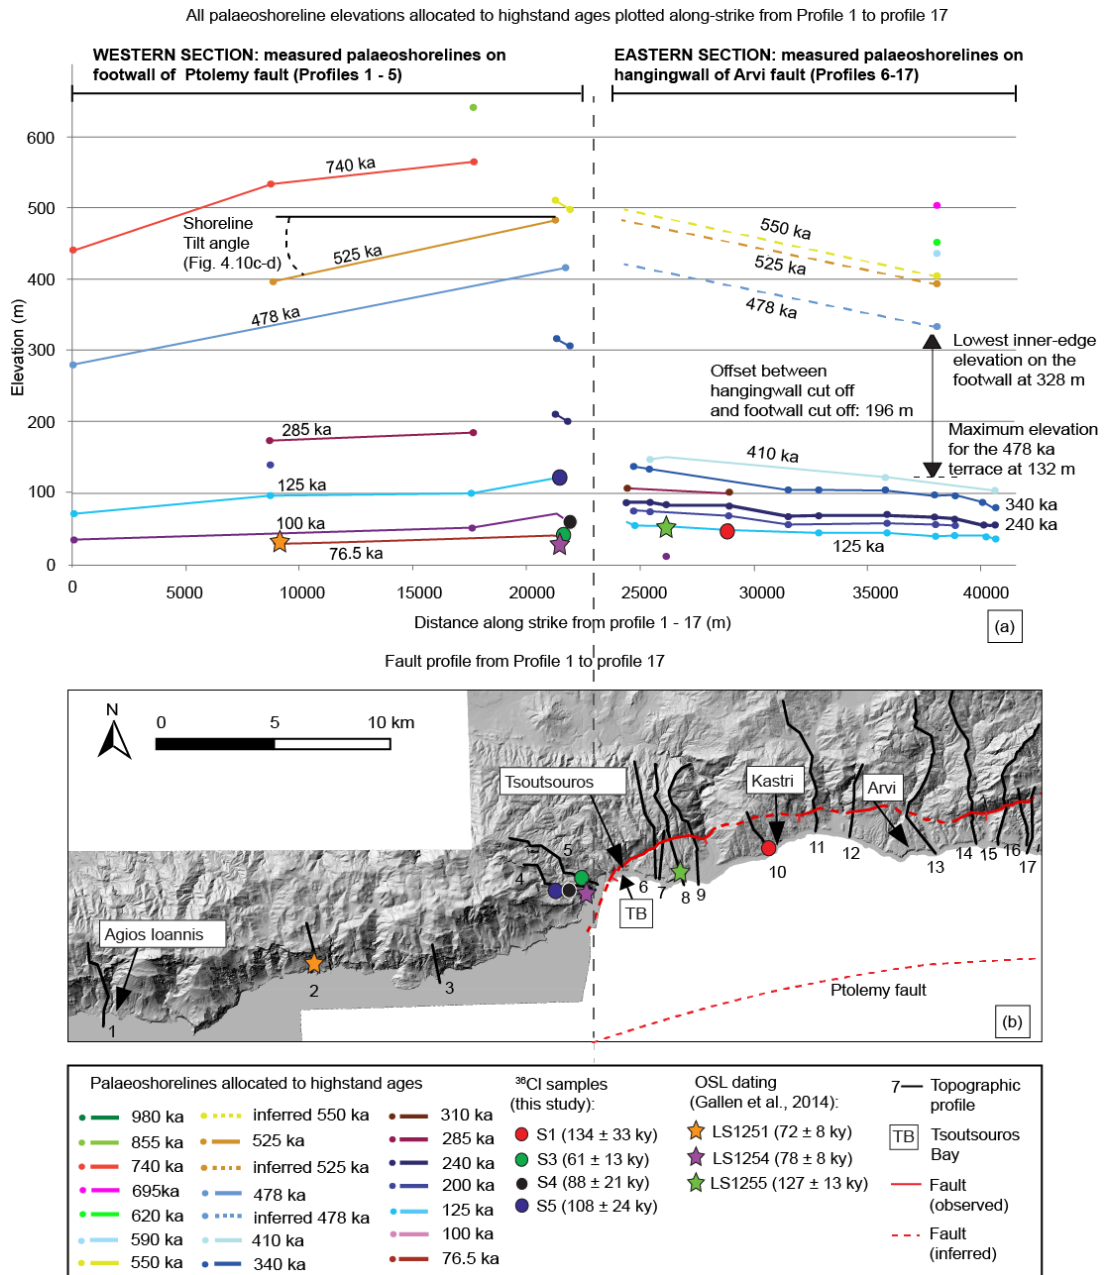 All palaeoshoreline elevations allocated to highstand ages plotted along-strike from Profile 1 to profile 17
WESTERN SECTION: measured palaeoshorelines on
footwall of Ptolemy fault (Profiles 1 - 5)
EASTERN SECTION: measured palaeoshorelines on
hangingwall of Arvi fault (Profiles 6-17)
Elevation (m)
600
500
400
300
200
100
0
740 ka
Shoreline
Tilt angle
(Fig. 4.10c-d)
525 ka
478 ka
285 ka
125 ka
100 ka
76.5 ka
550 ka
525 ka
478 ka
Lowest inner-edge
elevation on the
footwall at 328 m
Offset between
hangingwall cut off
and footwall cut off: 196 m
Maximum elevation
for the 478 ka
terrace at 132 m
410 ka
340 ka
240 ka
125 ka
0
5000
10000
15000
20000
25000
30000
35000
40000
Distance along strike from profile 1 - 17 (m)
(a)
Fault profile from Profile 1 to profile 17
N
0 5 10 km
Tsoutsouros
Kastri
Arvi
Agios Ioannis
TB
1
2
3
4
5
6
7
8
9
10
11
12
13
14
15
16
17
Ptolemy fault
(b)
Palaeoshorelines allocated to highstand ages
980 ka
855 ka
740 ka
695ka
620 ka
590 ka
550 ka
inferred 550 ka
525 ka
inferred 525 ka
478 ka
inferred 478 ka
410 ka
340 ka
310 ka
285 ka
240 ka
200 ka
125 ka
100 ka
76.5 ka
³⁶Cl samples
(this study):
S1 (134 ± 33 ky)
S3 (61 ± 13 ky)
S4 (88 ± 21 ky)
S5 (108 ± 24 ky)
OSL dating
(Gallen et al., 2014):
LS1251 (72 ± 8 ky)
LS1254 (78 ± 8 ky)
LS1255 (127 ± 13 ky)
7 Topographic
profile
TB Tsoutsouros
Bay
Fault
(observed)
Fault
(inferred)